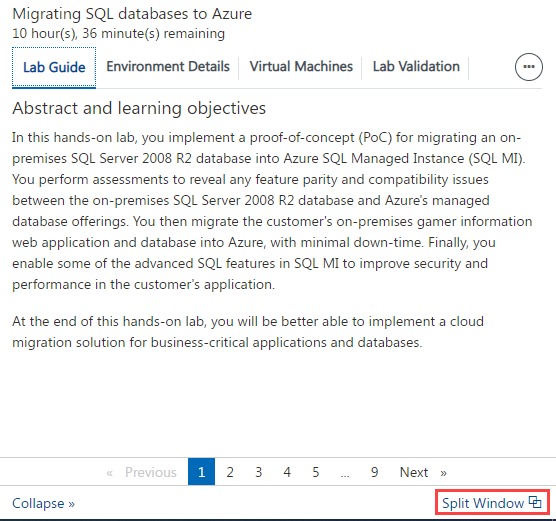 Migrating SQL databases to Azure
10 hour(s), 36 minute(s) remaining
Lab Guide Environment Details Virtual Machines Lab Validation ...
Abstract and learning objectives
In this hands-on lab, you implement a proof-of-concept (PoC) for migrating an on-
premises SQL Server 2008 R2 database into Azure SQL Managed Instance (SQL MI).
You perform assessments to reveal any feature parity and compatibility issues
between the on-premises SQL Server 2008 R2 database and Azure's managed
database offerings. You then migrate the customer's on-premises gamer information
web application and database into Azure, with minimal down-time. Finally, you
enable some of the advanced SQL features in SQL MI to improve security and
performance in the customer's application.
At the end of this hands-on lab, you will be better able to implement a cloud
migration solution for business-critical applications and databases.
« Previous 1 2 3 4 5 ... 9 Next »
Collapse » Split Window